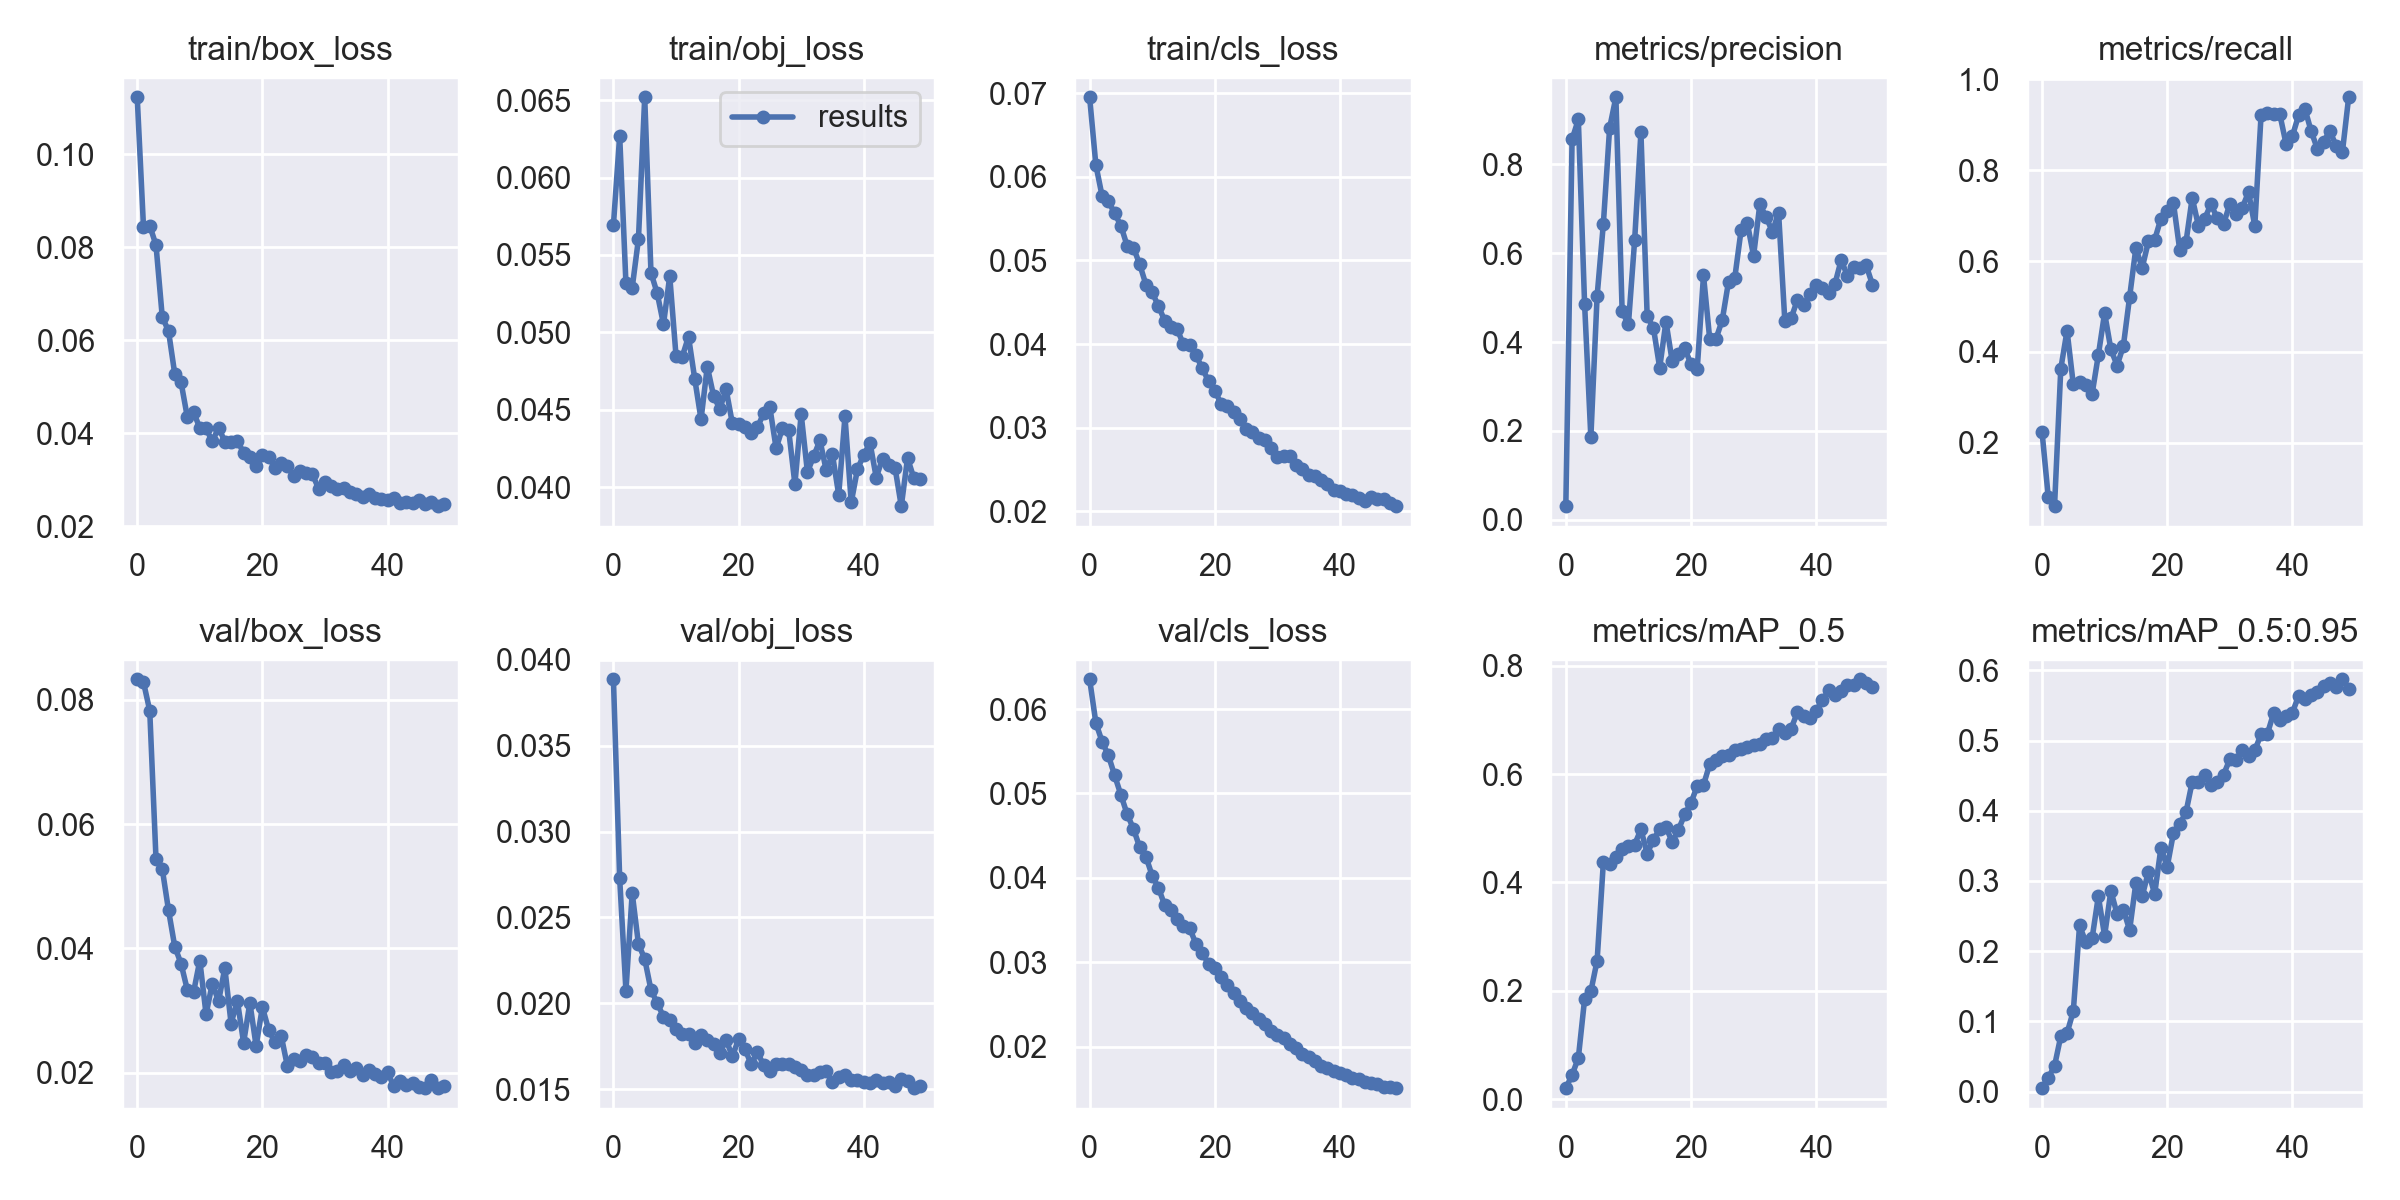 train/box_loss
0.10
0.08
0.06
0.04
0.02
0 20 40
train/obj_loss
results
0.065
0.060
0.055
0.050
0.045
0.040
0 20 40
train/cls_loss
0.07
0.06
0.05
0.04
0.03
0.02
0 20 40
metrics/precision
0.8
0.6
0.4
0.2
0.0
0 20 40
metrics/recall
1.0
0.8
0.6
0.4
0.2
0 20 40
val/box_loss
0.08
0.06
0.04
0.02
0 20 40
val/obj_loss
0.040
0.035
0.030
0.025
0.020
0.015
0 20 40
val/cls_loss
0.06
0.05
0.04
0.03
0.02
0 20 40
metrics/mAP_0.5
0.8
0.6
0.4
0.2
0.0
0 20 40
metrics/mAP_0.5:0.95
0.6
0.5
0.4
0.3
0.2
0.1
0.0
0 20 40